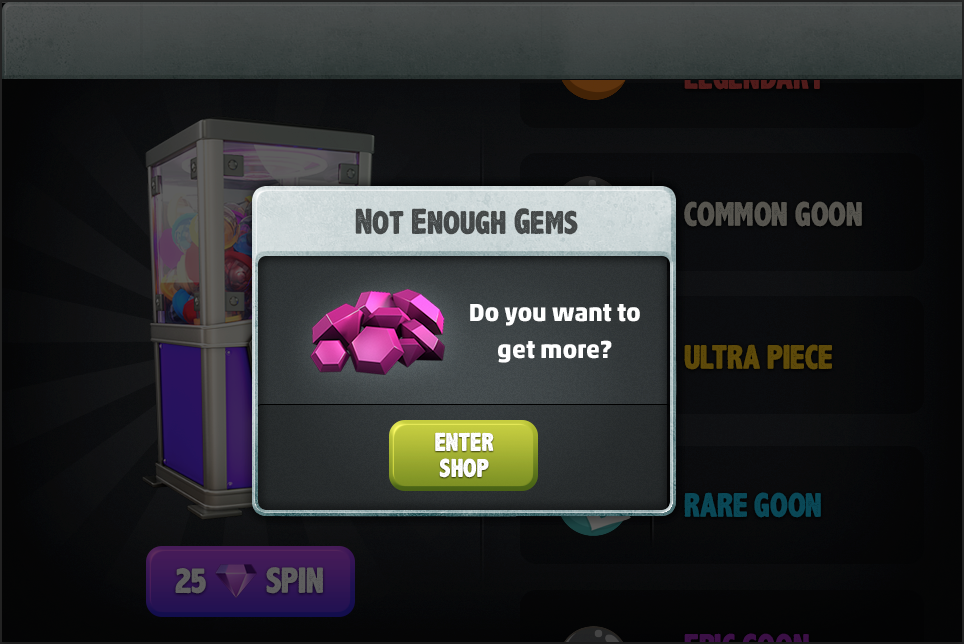 LEGENDARY
NOT ENOUGH GEMS
COMMON GOON
Do you want to
get more?
ULTRA PIECE
ENTER
SHOP
RARE GOON
25 SPIN
EPIC GOON